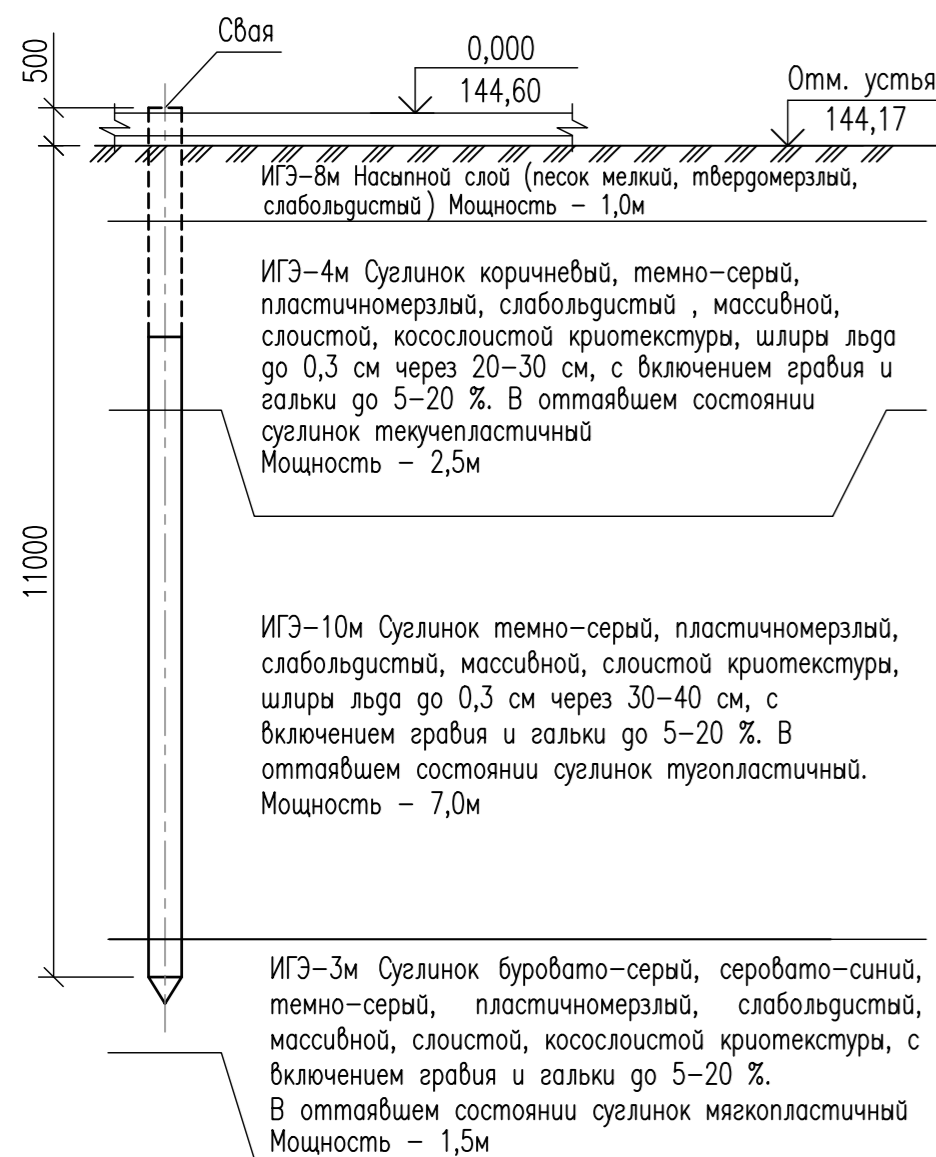 Свая
500
0,000
144,60
Отм. устья
144,17
ИГЭ-8м Насыпной слой (песок мелкий, твердомерзлый,
слабольдистый) Мощность - 1,0м
ИГЭ-4м Суглинок коричневый, темно-серый,
пластичномерзлый, слабольдистый , массивной,
слоистой, косослоистой криотекстуры, шлиры льда
до 0,3 см через 20-30 см, с включением гравия и
гальки до 5-20 %. В оттаявшем состоянии
суглинок текучепластичный
Мощность - 2,5м
11000
ИГЭ-10м Суглинок темно-серый, пластичномерзлый,
слабольдистый, массивной, слоистой криотекстуры,
шлиры льда до 0,3 см через 30-40 см, с
включением гравия и гальки до 5-20 %. В
оттаявшем состоянии суглинок тугопластичный.
Мощность - 7,0м
ИГЭ-3м Суглинок буровато-серый, серовато-синий,
темно-серый, пластичномерзлый, слабольдистый,
массивной, слоистой, косослоистой криотекстуры, с
включением гравия и гальки до 5-20 %.
В оттаявшем состоянии суглинок мягкопластичный
Мощность - 1,5м